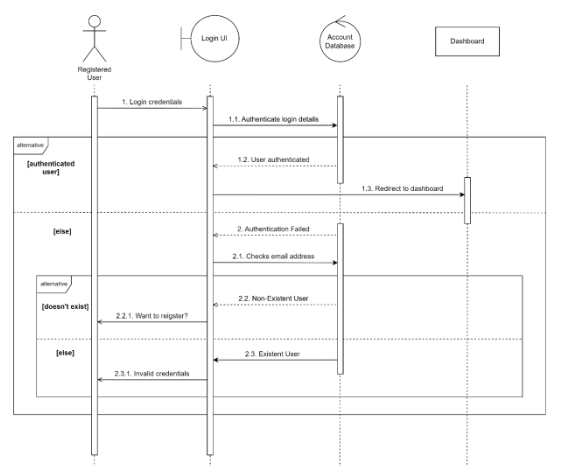 Login UI
Account
Database
Dashboard
Registered
User
1. Login credentials
1.1. Authenticate login details
alternative
[authenticated
user]
1.2. User authenticated
1.3. Redirect to dashboard
[else]
2. Authentication Failed
2.1. Checks email address
alternative
[doesn't exist]
2.2. Non-Existent User
2.2.1. Want to reigster?
[else]
2.3. Existent User
2.3.1. Invalid credentials